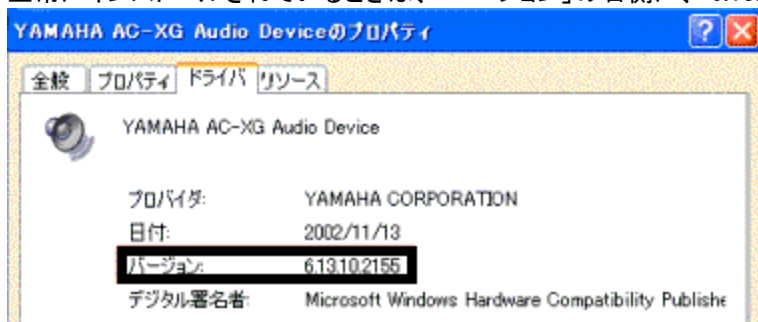 YAMAHA AC-XG Audio Deviceのプロパティ
全般 プロパティ ドライバ リソース
YAMAHA AC-XG Audio Device
プロバイダ: YAMAHA CORPORATION
日付: 2002/11/13
バージョン: 6.13.10.2155
デジタル署名者: Microsoft Windows Hardware Compatibility Publishe